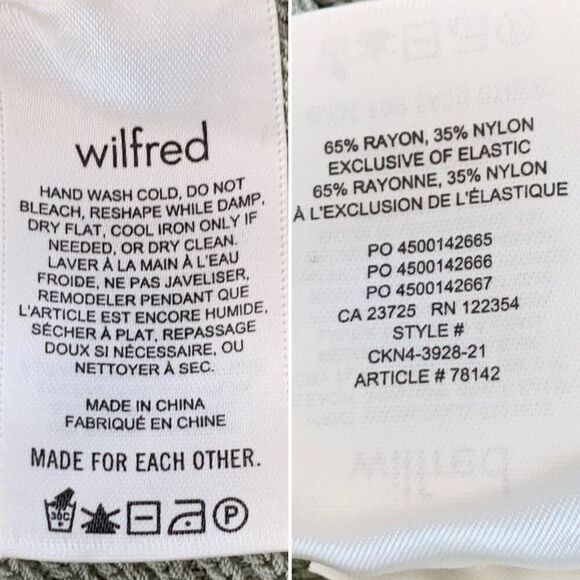 wilfred
HAND WASH COLD, DO NOT
BLEACH, RESHAPE WHILE DAMP,
DRY FLAT, COOL IRON ONLY IF
NEEDED, OR DRY CLEAN.
LAVER À LA MAIN À L'EAU
FROIDE, NE PAS JAVELISER,
REMODELER PENDANT QUE
L'ARTICLE EST ENCORE HUMIDE,
SÉCHER À PLAT, REPASSAGE
DOUX SI NÉCESSAIRE, OU
NETTOYER À SEC.
MADE IN CHINA
FABRIQUÉ EN CHINE
MADE FOR EACH OTHER.
30C P
65% RAYON, 35% NYLON
EXCLUSIVE OF ELASTIC
65% RAYONNE, 35% NYLON
À L'EXCLUSION DE L'ÉLASTIQUE
PO 4500142665
PO 4500142666
PO 4500142667
CA 23725 RN 122354
STYLE #
CKN4-3928-21
ARTICLE # 78142